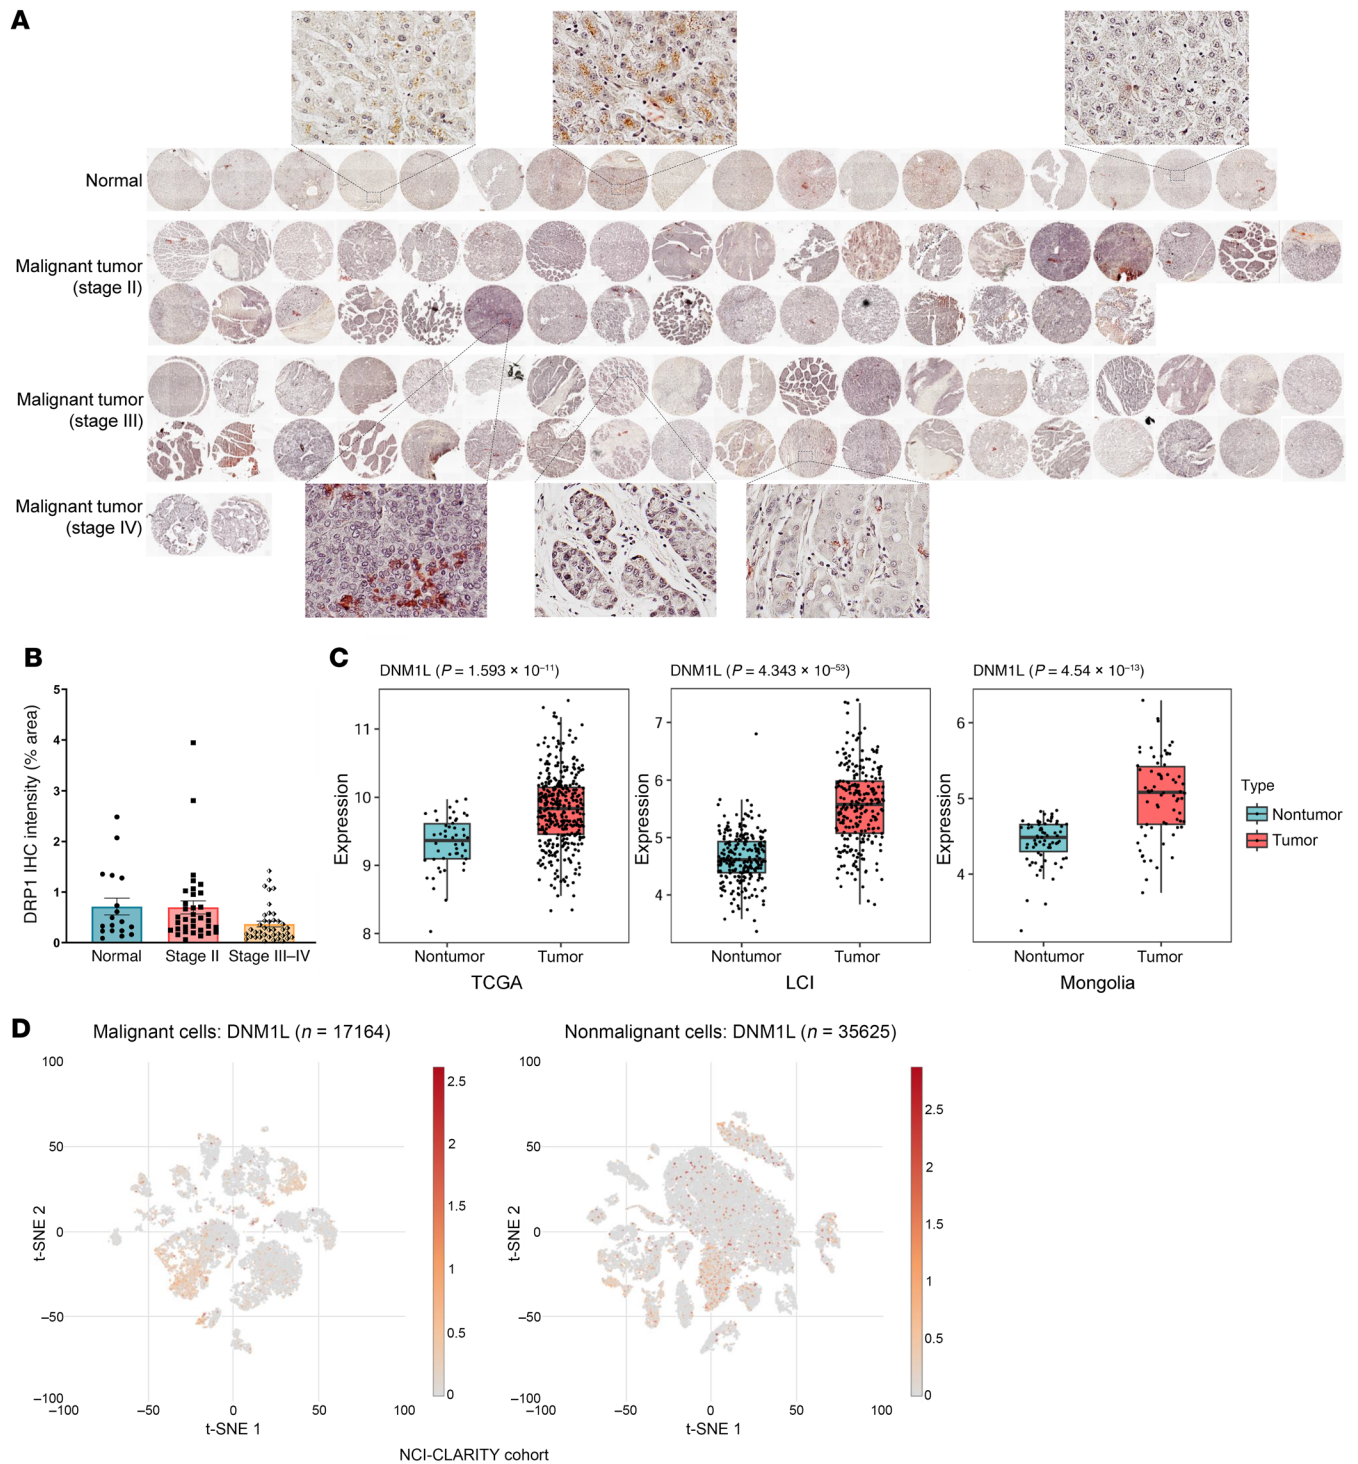 A
Normal
Malignant tumor
(stage II)
Malignant tumor
(stage III)
Malignant tumor
(stage IV)
B
DRP1 IHC intensity (% area)
5
4
3
2
1
0
Normal
Stage II
Stage III–IV
C
DNM1L (P = 1.593 × 10⁻¹¹)
Expression
11
10
9
8
Nontumor
Tumor
TCGA
DNM1L (P = 4.343 × 10⁻⁵³)
Expression
7
6
5
4
Nontumor
Tumor
LCI
DNM1L (P = 4.54 × 10⁻¹³)
Expression
6
5
4
Nontumor
Tumor
Mongolia
Type
Nontumor
Tumor
D
Malignant cells: DNM1L (n = 17164)
t-SNE 2
100
50
0
–50
–100
–100
–50
0
50
100
t-SNE 1
2.5
2
1.5
1
0.5
0
Nonmalignant cells: DNM1L (n = 35625)
t-SNE 2
100
50
0
–50
–100
–100
–50
0
50
100
t-SNE 1
2.5
2
1.5
1
0.5
0
NCI-CLARITY cohort